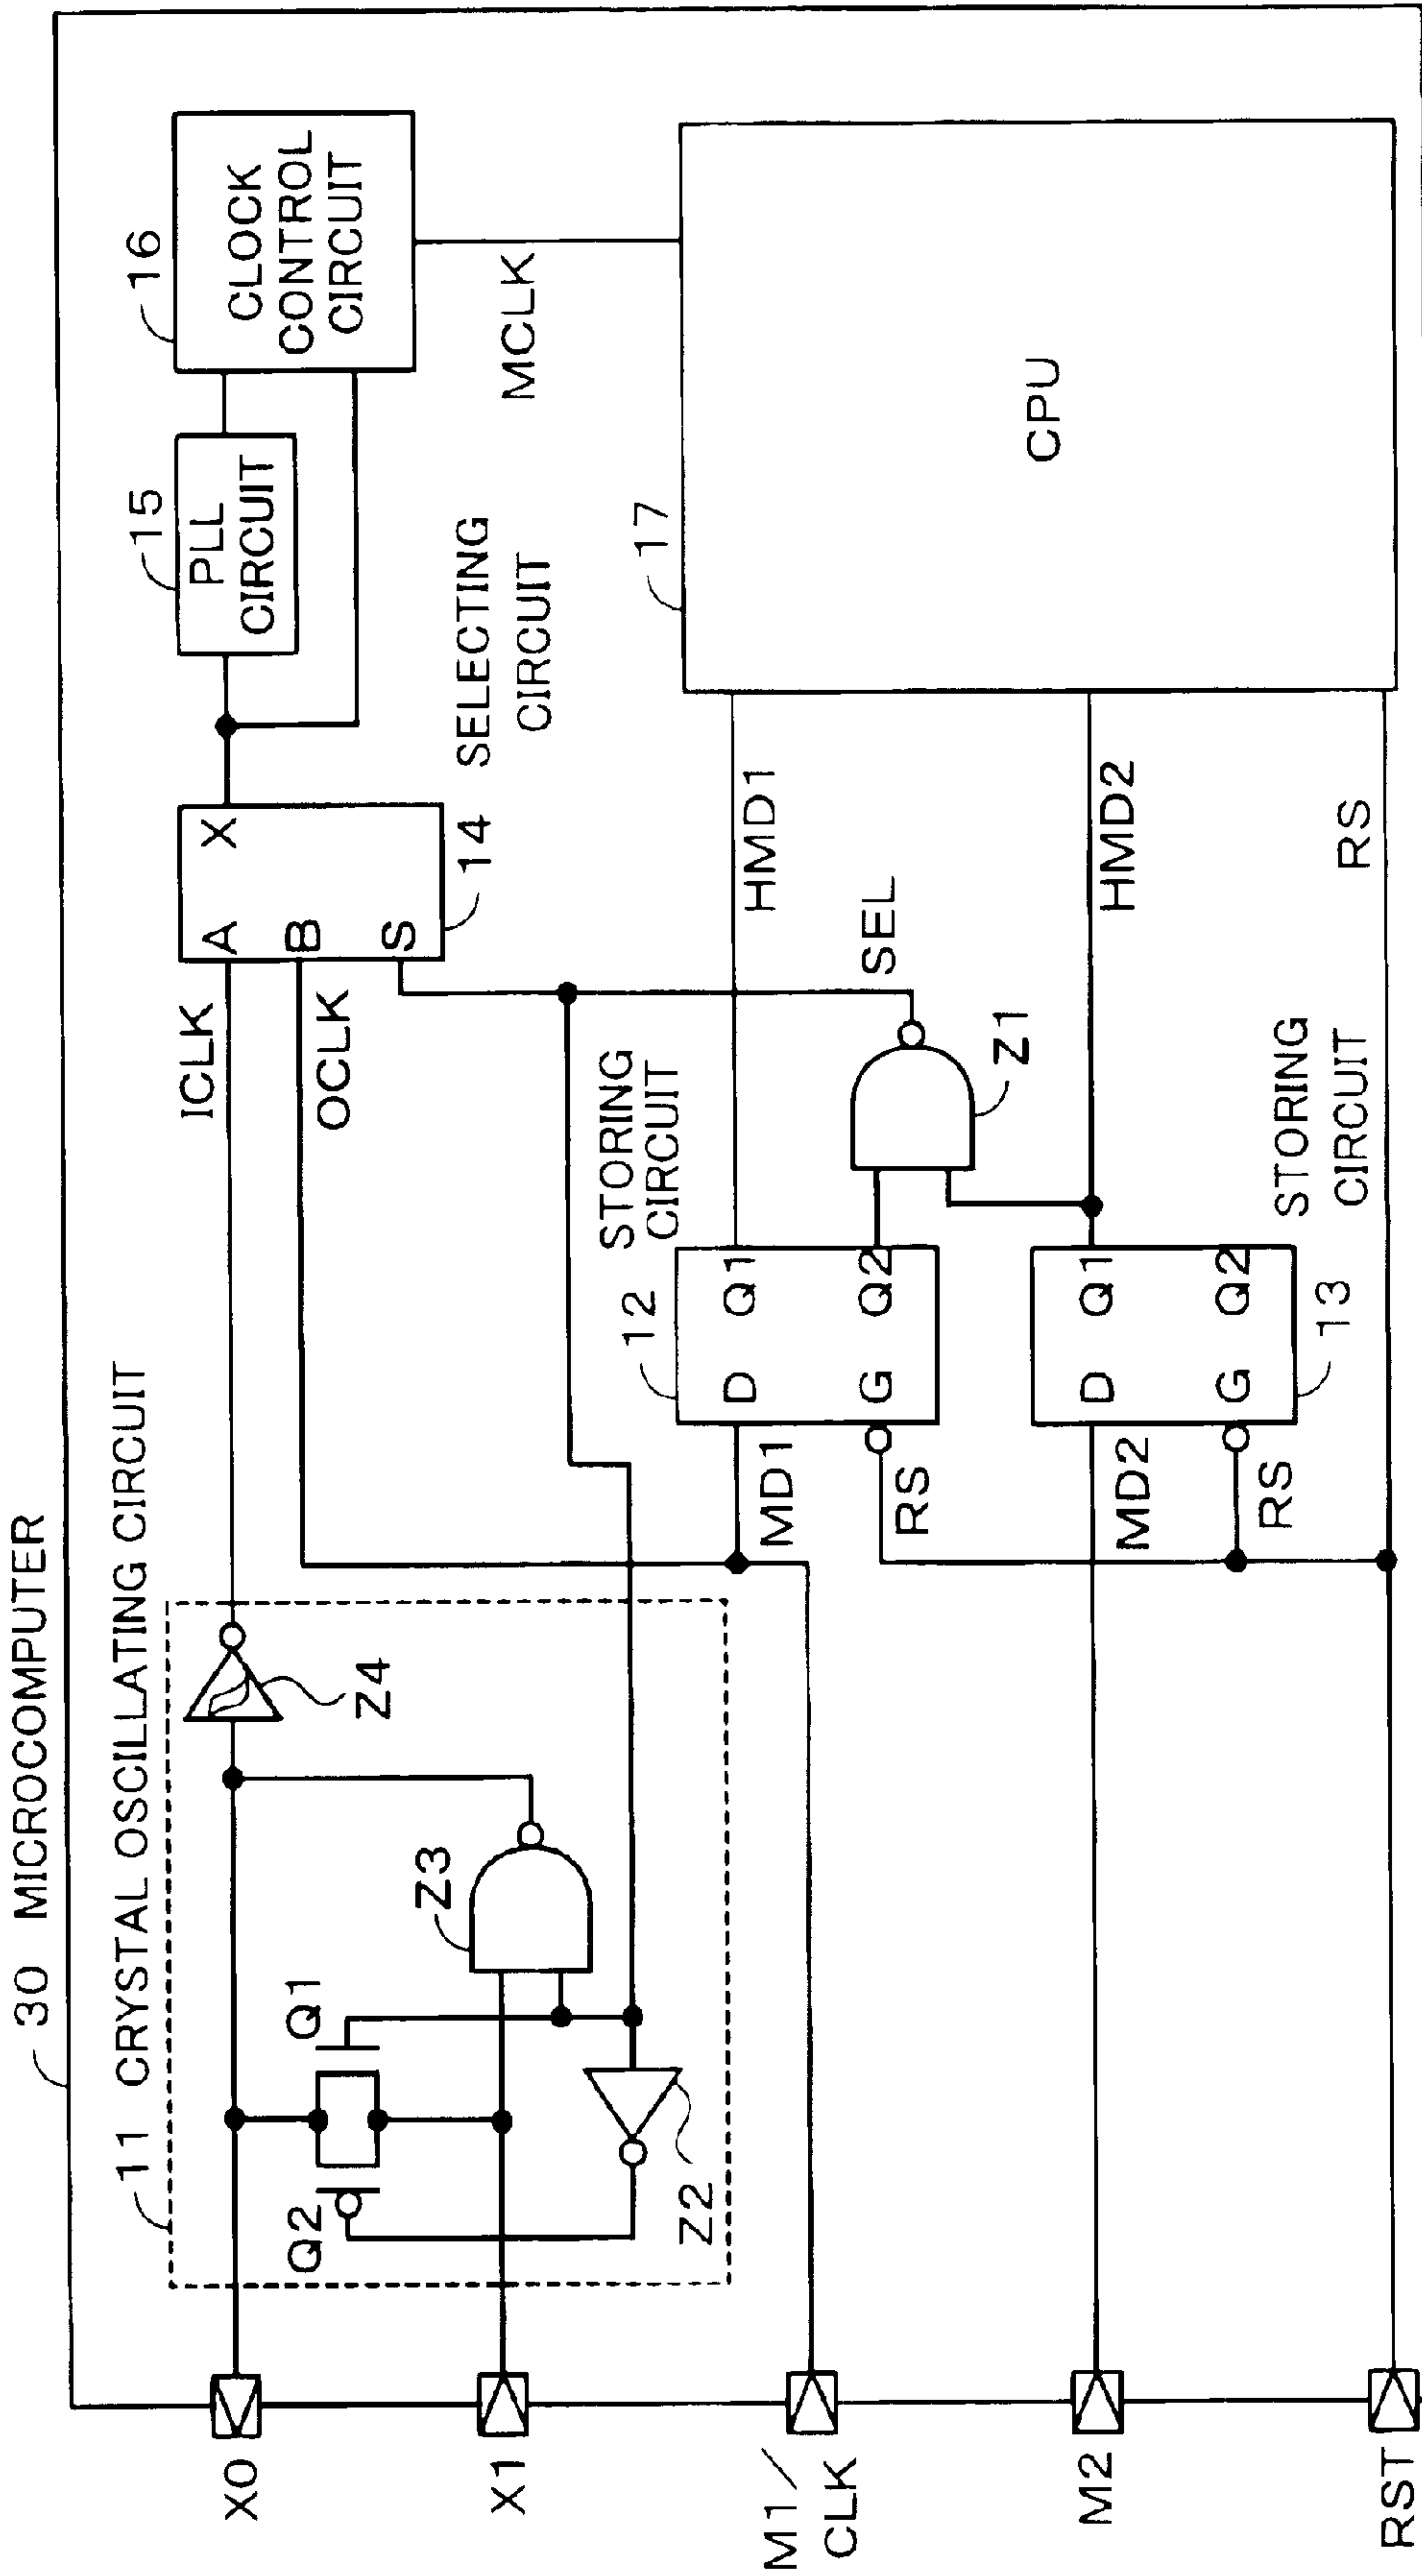 30 MICROCOMPUTER
11 CRYSTAL OSCILLATING CIRCUIT
X0
X1
M1/
CLK
M2
RST
Q2
Q1
Z2
Z3
Z4
ICLK
OCLK
A
B
S
X
14
SELECTING
CIRCUIT
15
PLL
CIRCUIT
16
CLOCK
CONTROL
CIRCUIT
MCLK
MD1
RS
12
STORING
CIRCUIT
D
Q1
G
Q2
MD2
RS
13
STORING
CIRCUIT
D
Q1
G
Q2
Z1
SEL
HMD1
HMD2
RS
17
CPU